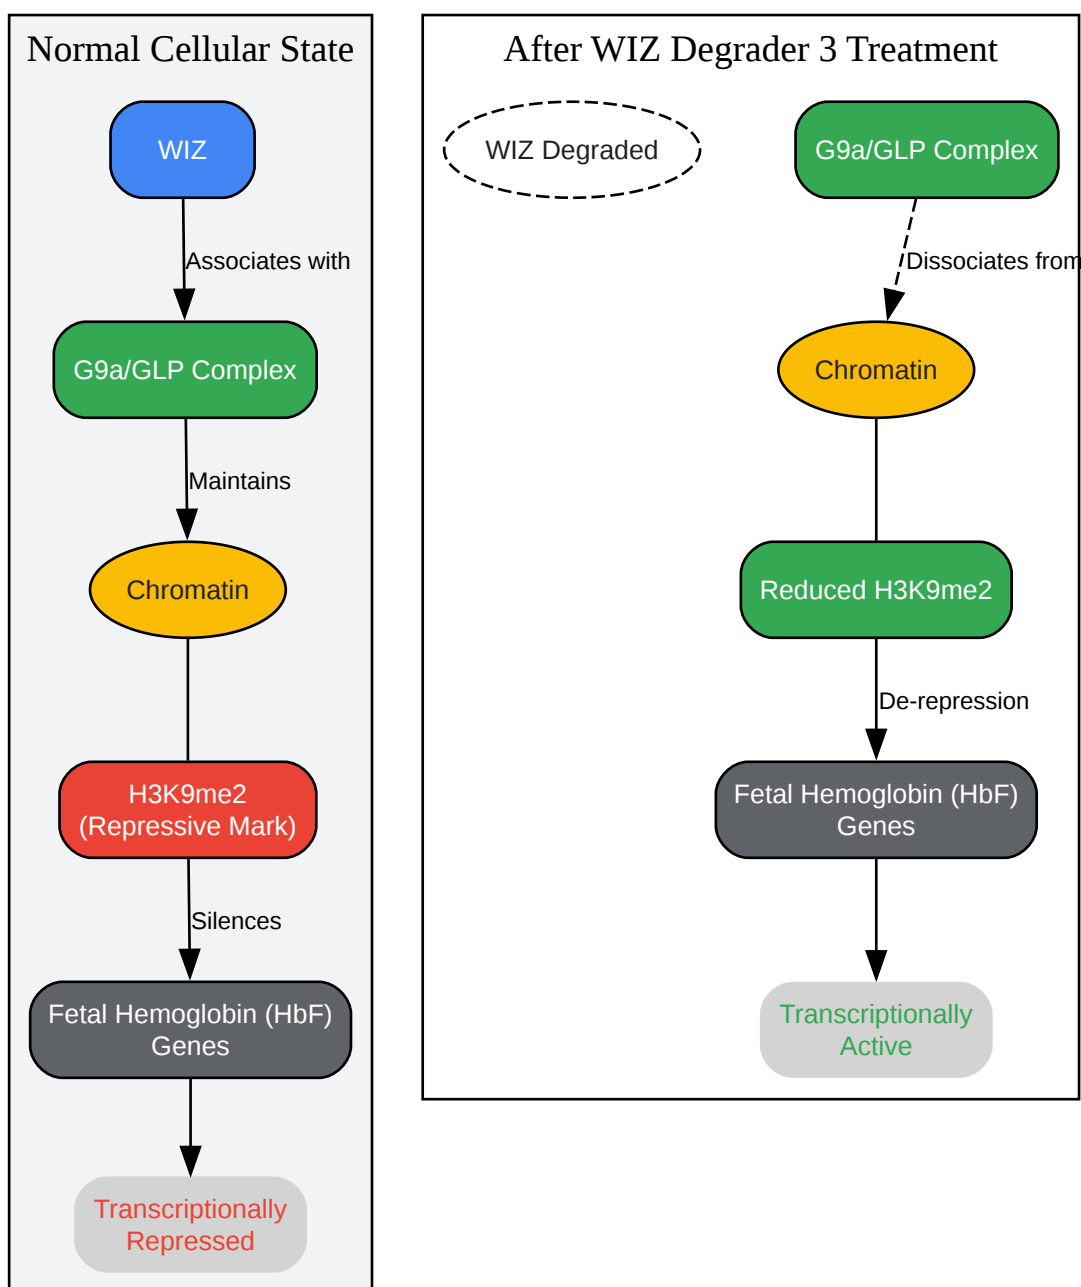 Normal Cellular State
WIZ
Associates with
G9a/GLP Complex
Maintains
Chromatin
H3K9me2
(Repressive Mark)
Silences
Fetal Hemoglobin (HbF)
Genes
Transcriptionally
Repressed
After WIZ Degrader 3 Treatment
WIZ Degraded
G9a/GLP Complex
Dissociates from
Chromatin
Reduced H3K9me2
De-repression
Fetal Hemoglobin (HbF)
Genes
Transcriptionally
Active